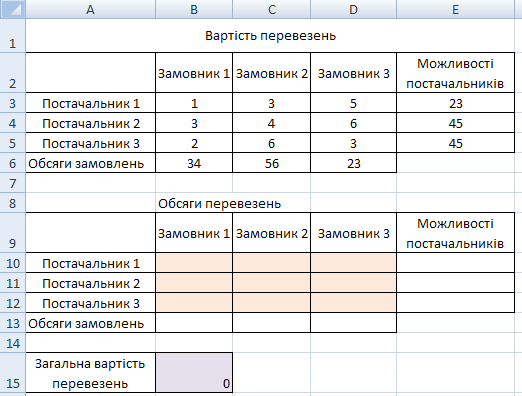 A B C D E
1 Вартість перевезень
2 Замовник 1 Замовник 2 Замовник 3 Можливості постачальників
3 Постачальник 1 1 3 5 23
4 Постачальник 2 3 4 6 45
5 Постачальник 3 2 6 3 45
6 Обсяги замовлень 34 56 23
7
8 Обсяги перевезень
9 Замовник 1 Замовник 2 Замовник 3 Можливості постачальників
10 Постачальник 1
11 Постачальник 2
12 Постачальник 3
13 Обсяги замовлень
14
15 Загальна вартість перевезень 0